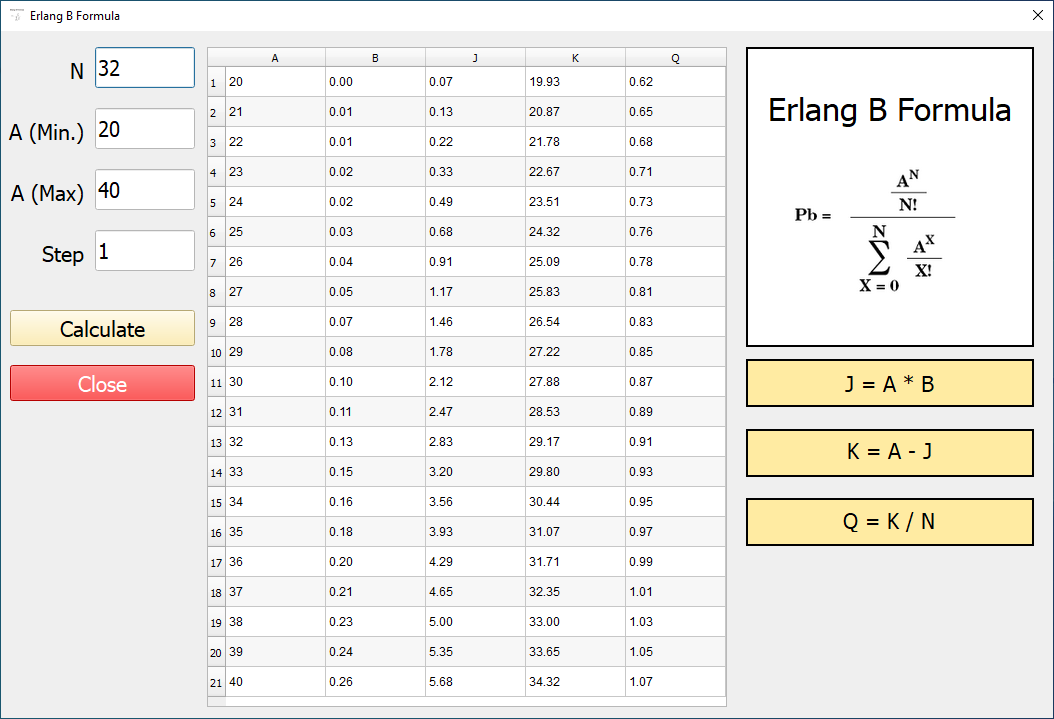 Erlang B Formula
N 32
A (Min.) 20
A (Max) 40
Step 1
Calculate
Close
A B J K Q
1 20 0.00 0.07 19.93 0.62
2 21 0.01 0.13 20.87 0.65
3 22 0.01 0.22 21.78 0.68
4 23 0.02 0.33 22.67 0.71
5 24 0.02 0.49 23.51 0.73
6 25 0.03 0.68 24.32 0.76
7 26 0.04 0.91 25.09 0.78
8 27 0.05 1.17 25.83 0.81
9 28 0.07 1.46 26.54 0.83
10 29 0.08 1.78 27.22 0.85
11 30 0.10 2.12 27.88 0.87
12 31 0.11 2.47 28.53 0.89
13 32 0.13 2.83 29.17 0.91
14 33 0.15 3.20 29.80 0.93
15 34 0.16 3.56 30.44 0.95
16 35 0.18 3.93 31.07 0.97
17 36 0.20 4.29 31.71 0.99
18 37 0.21 4.65 32.35 1.01
19 38 0.23 5.00 33.00 1.03
20 39 0.24 5.35 33.65 1.05
21 40 0.26 5.68 34.32 1.07
Erlang B Formula
A^N
N!
Pb =
N
∑ A^X
X!
X = 0
J = A * B
K = A - J
Q = K / N